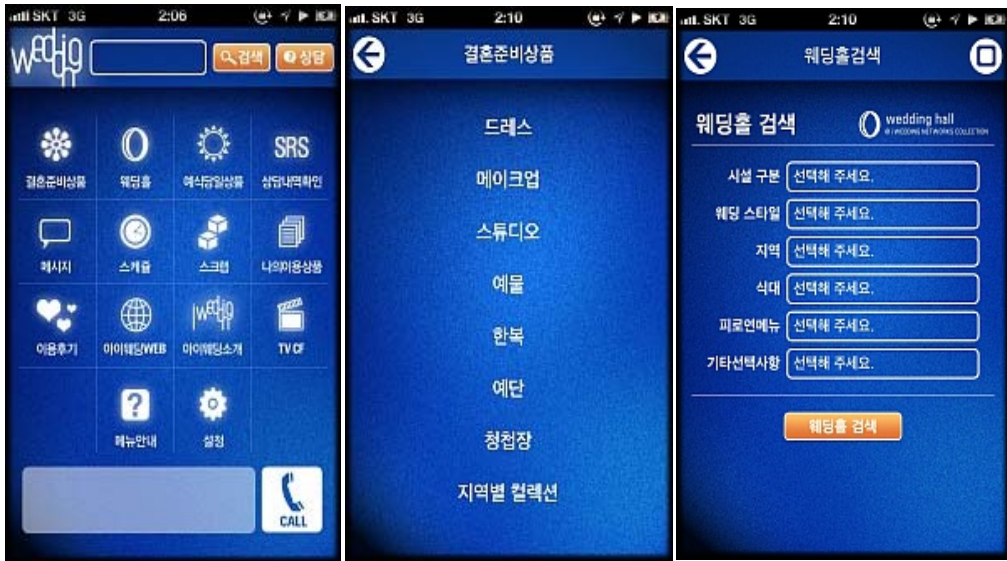 SKT 3G 2:06
wedding
검색 상담
결혼준비상품 웨딩홀 예식당일상품 상담내역확인
SRS
메시지 스케쥴 스크랩 나의이용상품
이용후기 아이웨딩WEB 아이웨딩소개 TV CF
메뉴안내 설정
CALL
SKT 3G 2:10
결혼준비상품
드레스
메이크업
스튜디오
예물
한복
예단
청첩장
지역별 컬렉션
SKT 3G 2:10
웨딩홀검색
웨딩홀 검색
wedding hall
IWEDDING NETWORKS COLLECTION
시설 구분 선택해 주세요.
웨딩 스타일 선택해 주세요.
지역 선택해 주세요.
식대 선택해 주세요.
피로연메뉴 선택해 주세요.
기타선택사항 선택해 주세요.
웨딩홀 검색